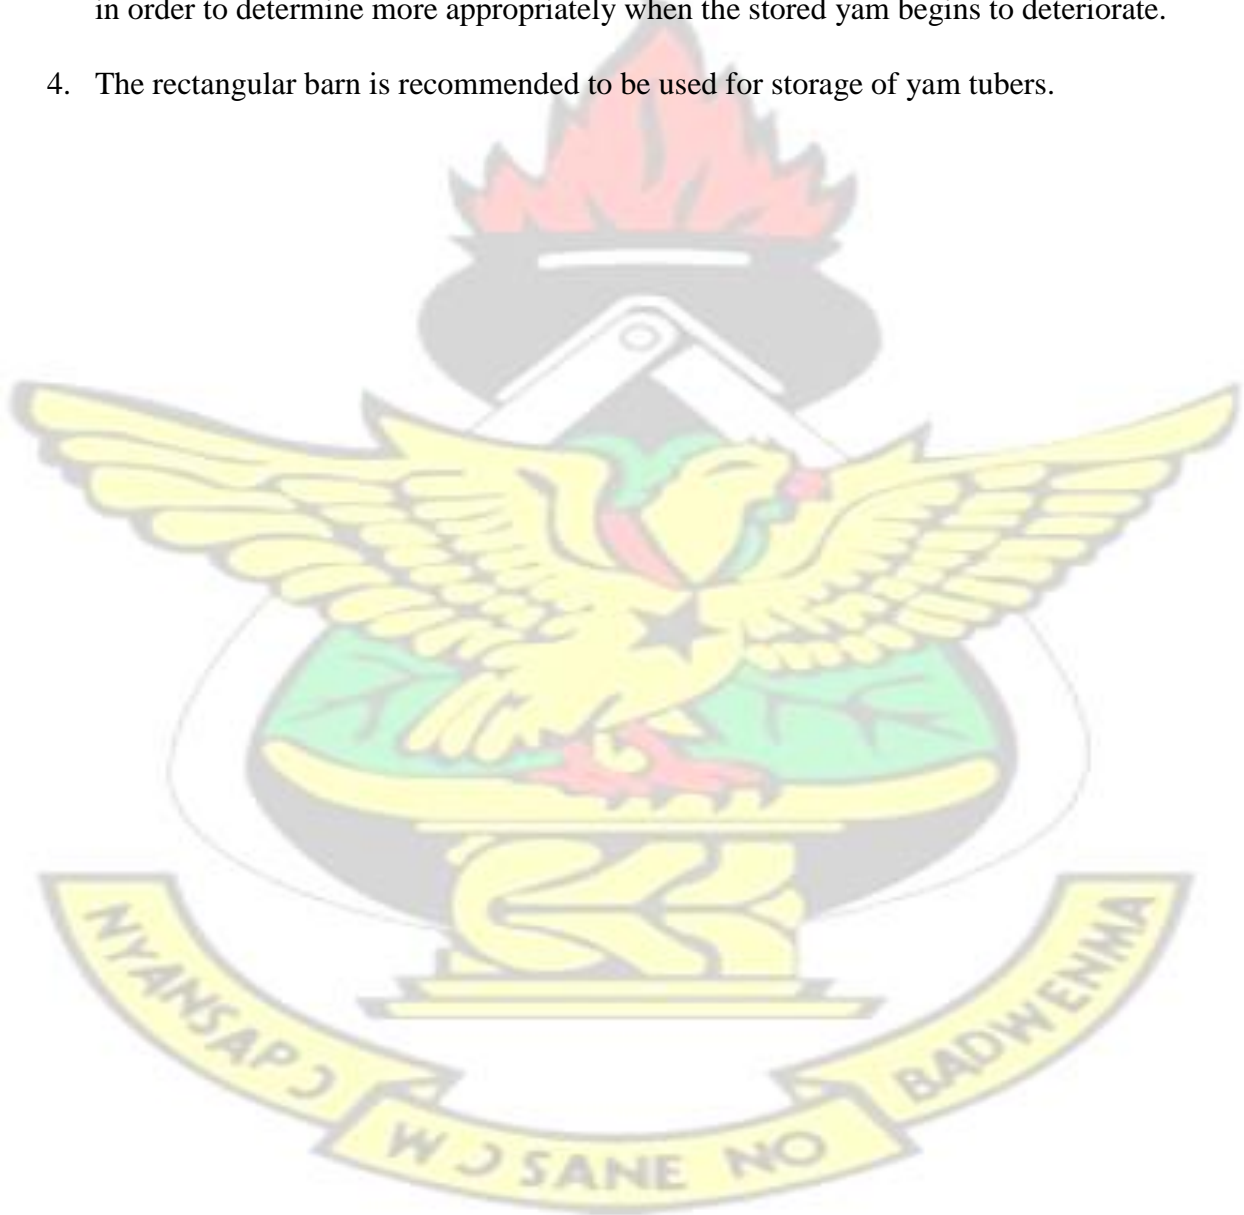 in order to determine more appropriately when the stored yam begins to deteriorate.
4. The rectangular barn is recommended to be used for storage of yam tubers.
NYANSAPƆ
WƆSANE NO
BADWENMA